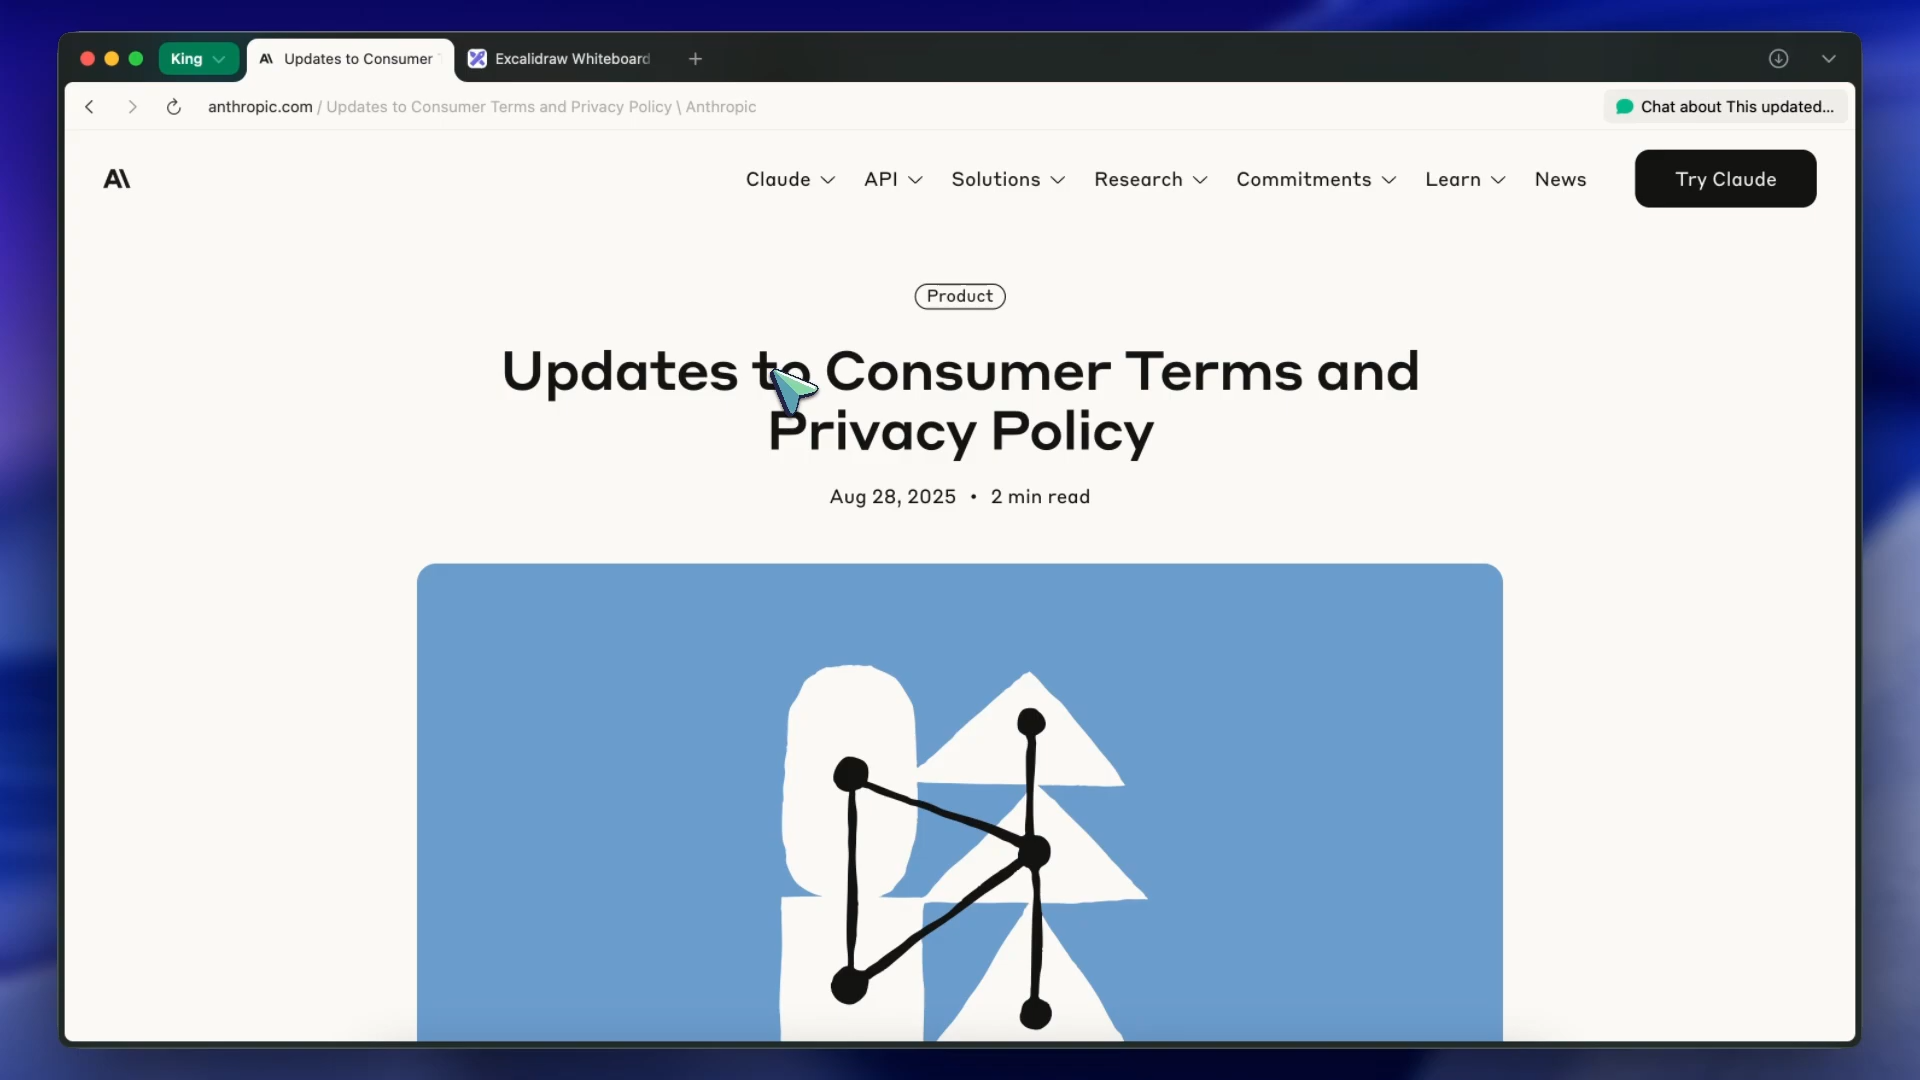 King
Updates to Consumer
Excalidraw Whiteboard
anthropic.com / Updates to Consumer Terms and Privacy Policy \ Anthropic
Chat about This updated...
A\
Claude
API
Solutions
Research
Commitments
Learn
News
Try Claude
Product
Updates to Consumer Terms and
Privacy Policy
Aug 28, 2025 • 2 min read